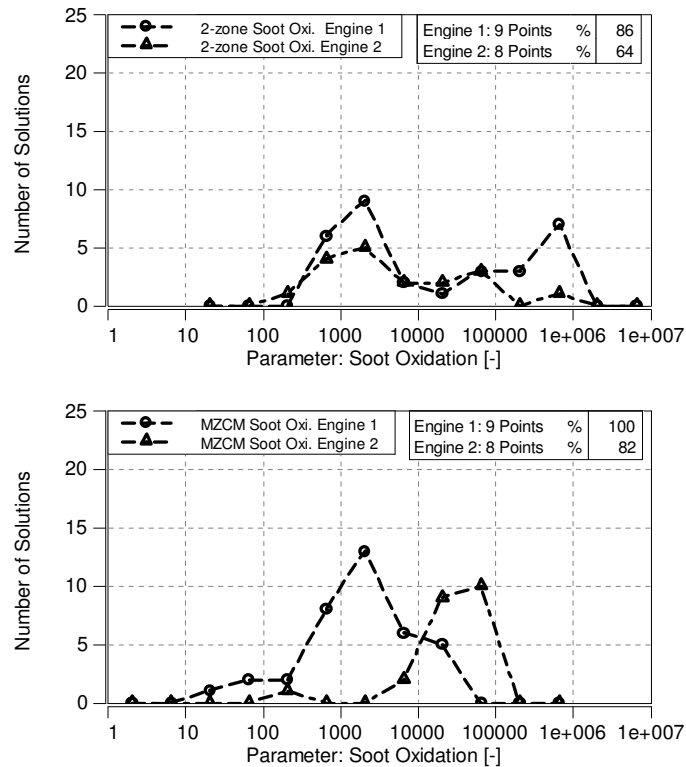 25
20
15
10
5
0
Number of Solutions
2-zone Soot Oxi. Engine 1
2-zone Soot Oxi. Engine 2
Engine 1: 9 Points % 86
Engine 2: 8 Points % 64
1 10 100 1000 10000 100000 1e+006 1e+007
Parameter: Soot Oxidation [-]
25
20
15
10
5
0
Number of Solutions
MZCM Soot Oxi. Engine 1
MZCM Soot Oxi. Engine 2
Engine 1: 9 Points % 100
Engine 2: 8 Points % 82
1 10 100 1000 10000 100000 1e+006 1e+007
Parameter: Soot Oxidation [-]